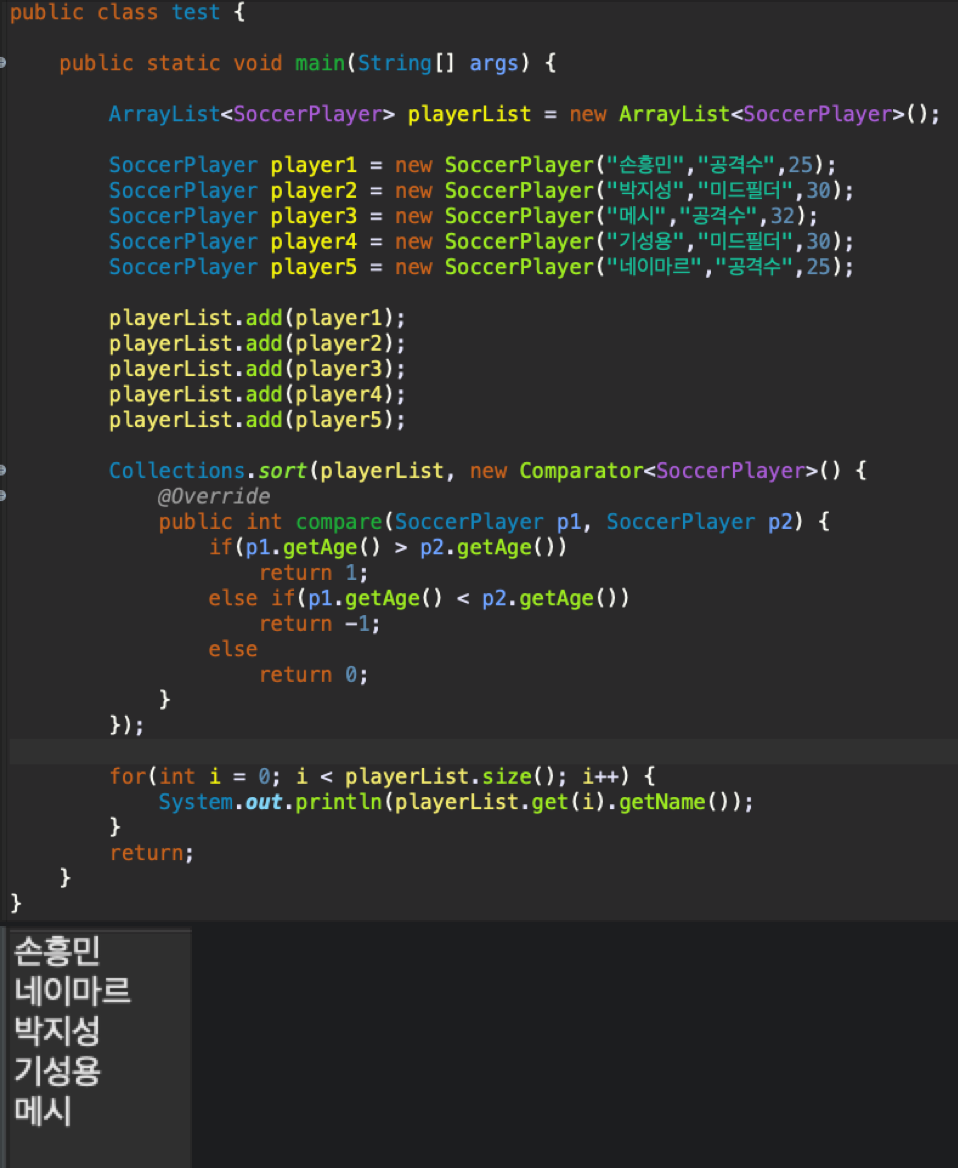 public class test {
public static void main(String[] args) {
ArrayList<SoccerPlayer> playerList = new ArrayList<SoccerPlayer>();
SoccerPlayer player1 = new SoccerPlayer("손흥민","공격수",25);
SoccerPlayer player2 = new SoccerPlayer("박지성","미드필더",30);
SoccerPlayer player3 = new SoccerPlayer("메시","공격수",32);
SoccerPlayer player4 = new SoccerPlayer("기성용","미드필더",30);
SoccerPlayer player5 = new SoccerPlayer("네이마르","공격수",25);
playerList.add(player1);
playerList.add(player2);
playerList.add(player3);
playerList.add(player4);
playerList.add(player5);
Collections.sort(playerList, new Comparator<SoccerPlayer>() {
@Override
public int compare(SoccerPlayer p1, SoccerPlayer p2) {
if(p1.getAge() > p2.getAge())
return 1;
else if(p1.getAge() < p2.getAge())
return -1;
else
return 0;
}
});
for(int i = 0; i < playerList.size(); i++) {
System.out.println(playerList.get(i).getName());
}
return;
}
}
손흥민
네이마르
박지성
기성용
메시